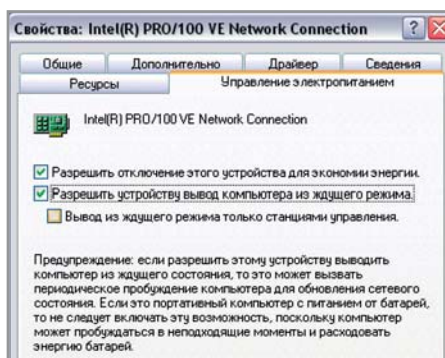 Свойства: Intel(R) PRO/100 VE Network Connection
Общие Дополнительно Драйвер Сведения
Ресурсы Управление электропитанием
Intel(R) PRO/100 VE Network Connection
Разрешить отключение этого устройства для экономии энергии.
Разрешить устройству вывод компьютера из ждущего режима.
Вывод из ждущего режима только станциями управления.
Предупреждение: если разрешить этому устройству выводить
компьютер из ждущего состояния, то это может вызвать
периодическое пробуждение компьютера для обновления сетевого
состояния. Если это портативный компьютер с питанием от батарей,
то не следует включать эту возможность, поскольку компьютер
может пробуждаться в неподходящие моменты и расходовать
энергию батарей.